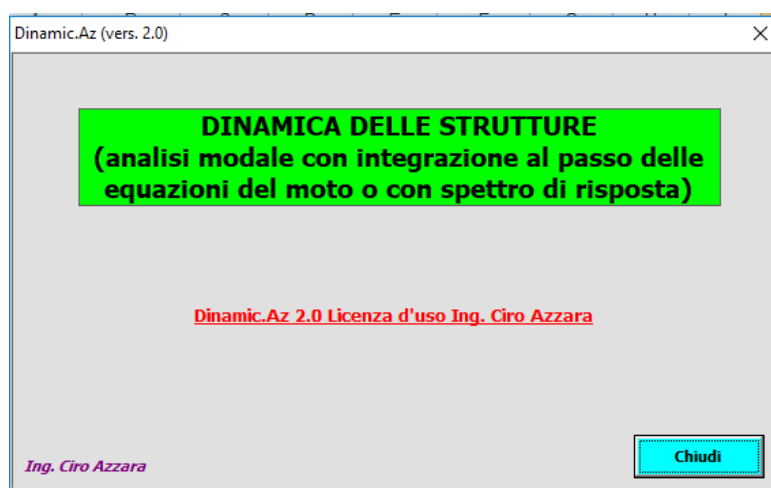 Dinamic.Az (vers. 2.0)
DINAMICA DELLE STRUTTURE
(analisi modale con integrazione al passo delle
equazioni del moto o con spettro di risposta)
Dinamic.Az 2.0 Licenza d'uso Ing. Ciro Azzara
Chiudi
Ing. Ciro Azzara